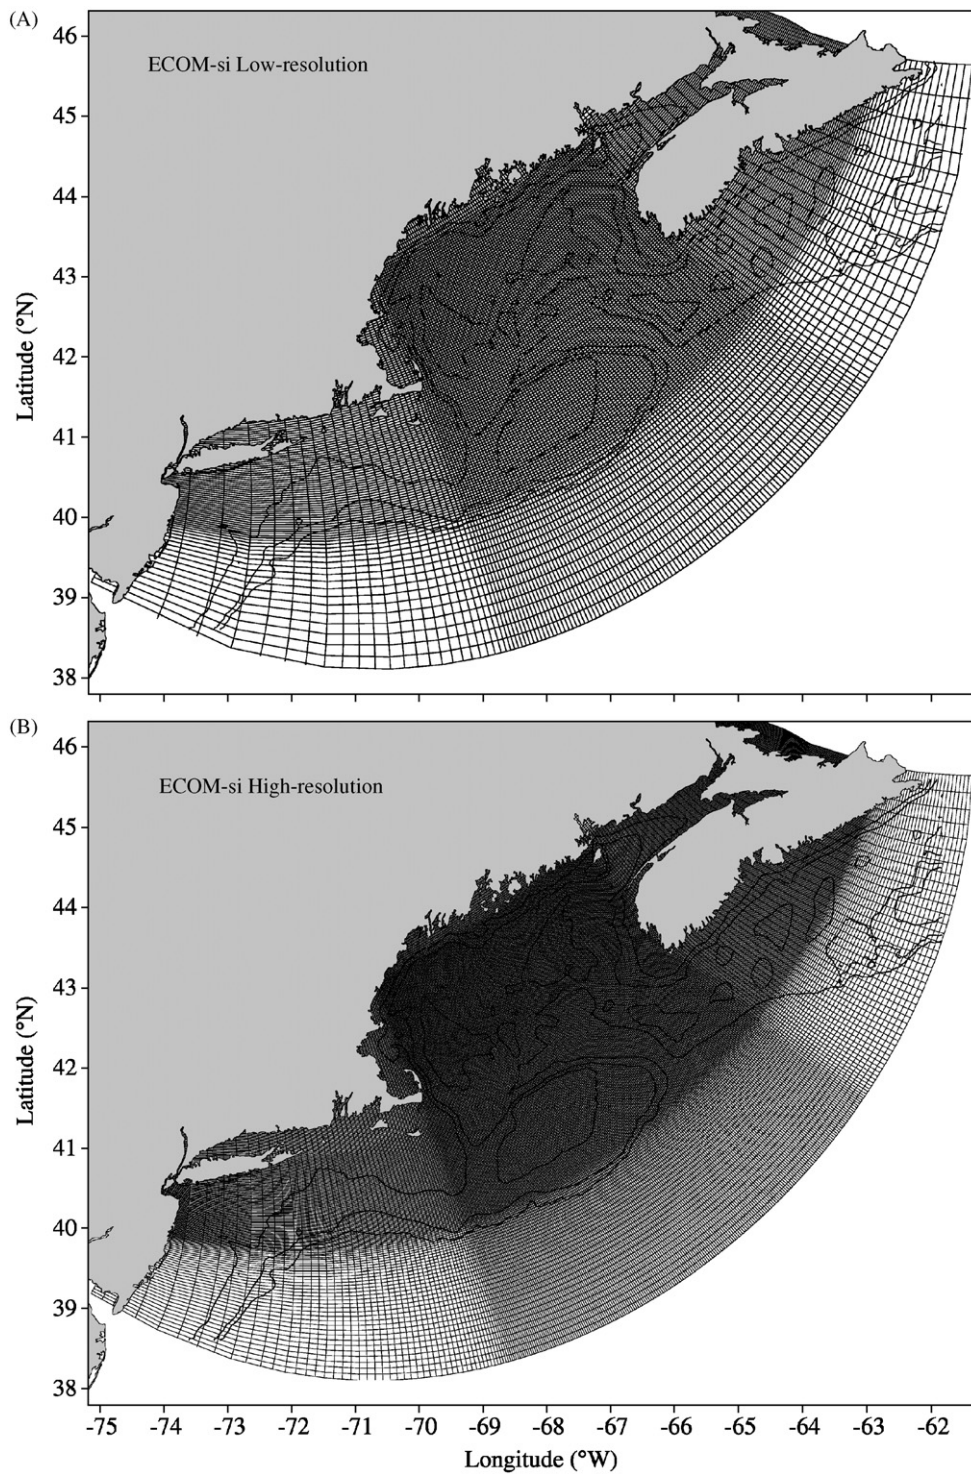 (A)
ECOM-si Low-resolution
46
45
44
43
42
41
40
39
38
Latitude (°N)
(B)
ECOM-si High-resolution
46
45
44
43
42
41
40
39
38
Latitude (°N)
-75 -74 -73 -72 -71 -70 -69 -68 -67 -66 -65 -64 -63 -62
Longitude (°W)